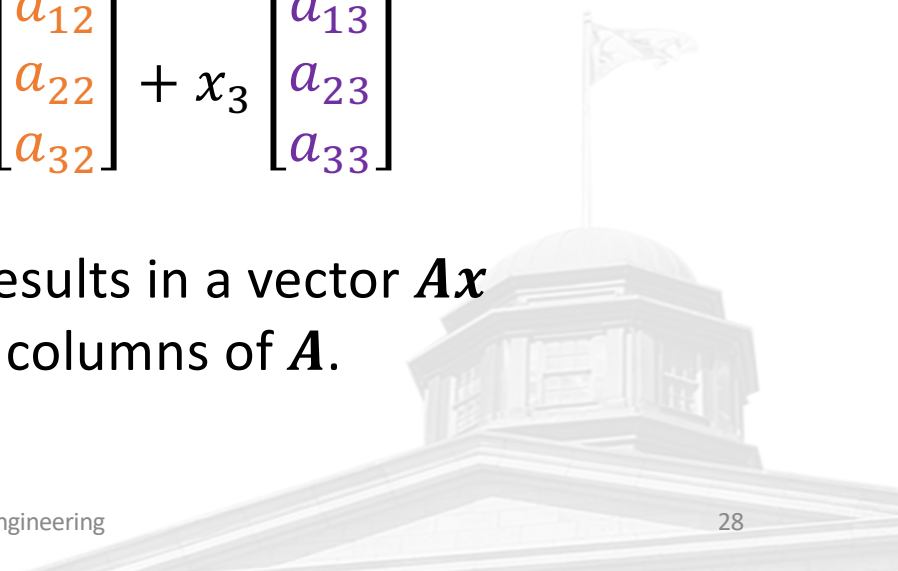 a₁₂ a₁₃
a₂₂ + x₃ a₂₃
a₃₂ a₃₃
esults in a vector Ax
columns of A.
ngineering
28